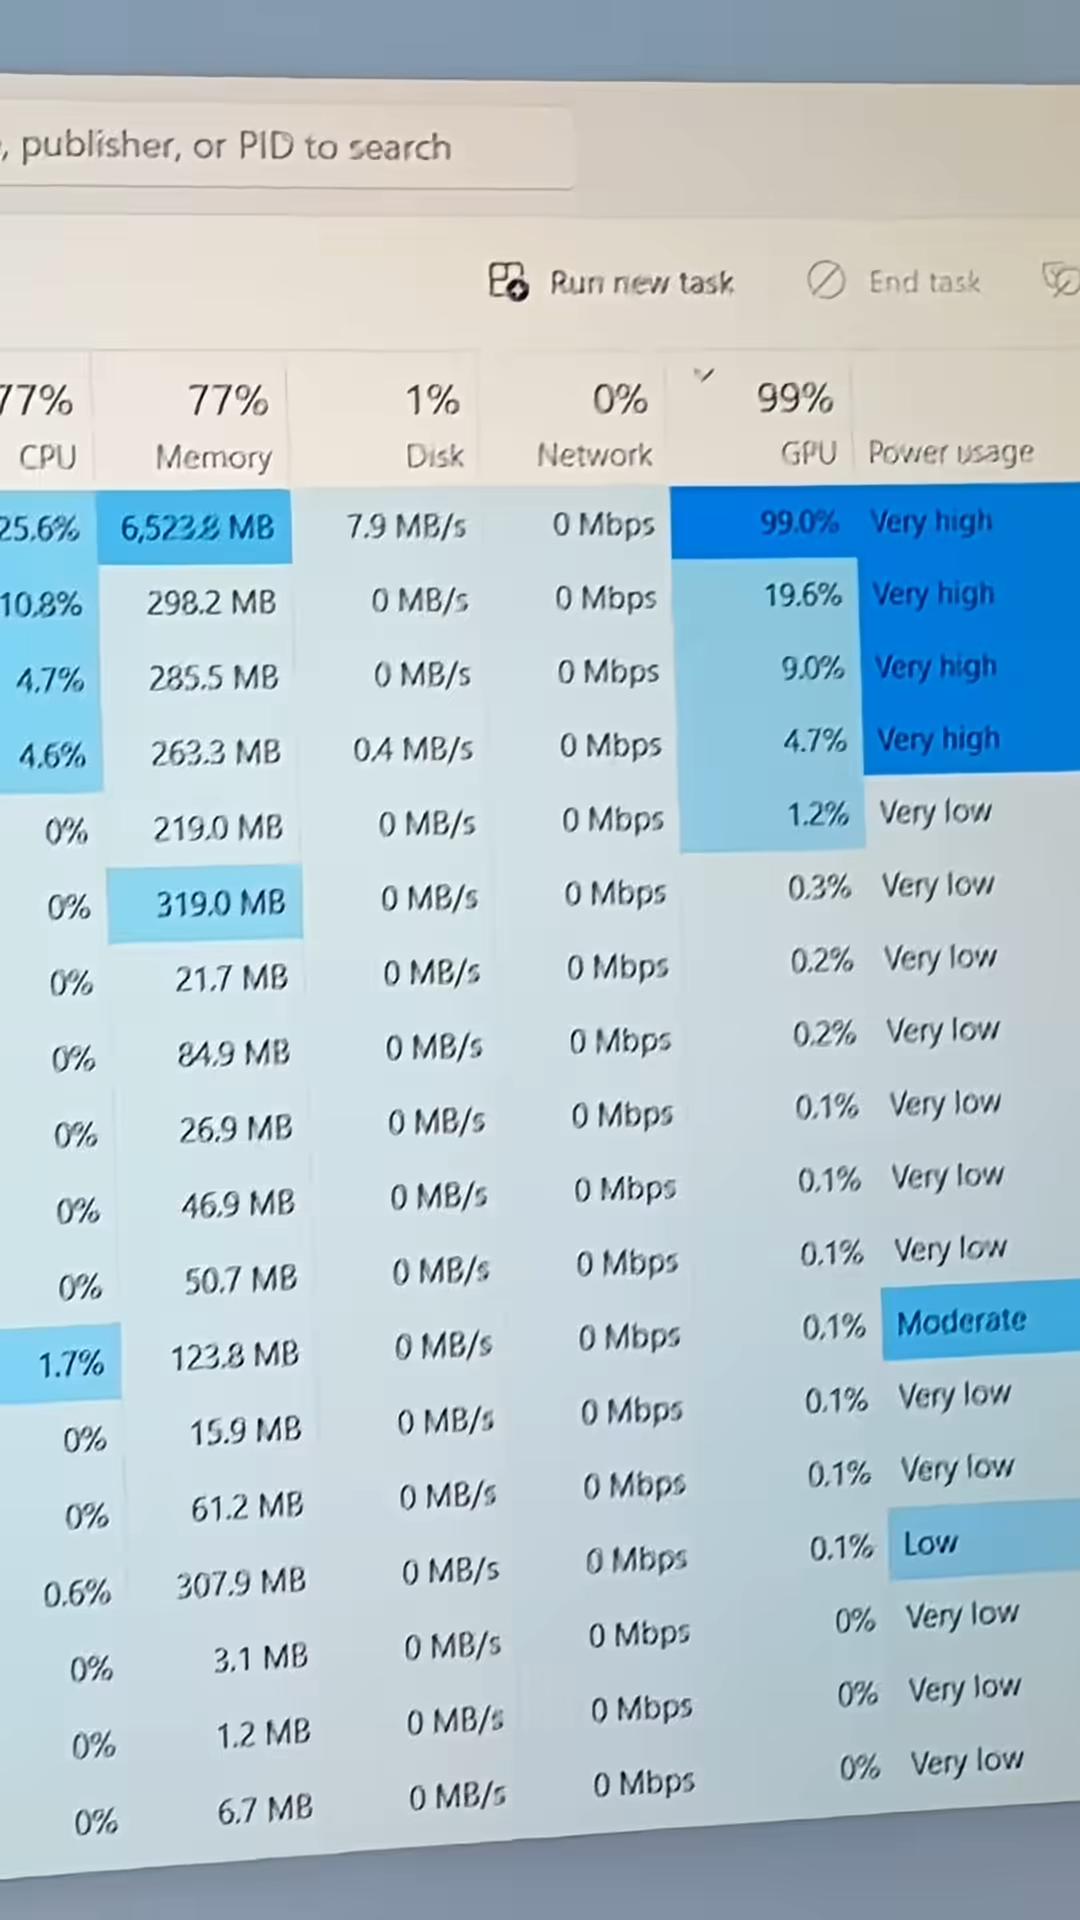 , publisher, or PID to search
Run new task End task
77% 77% 1% 0% 99%
CPU Memory Disk Network GPU Power usage
25.6% 6,523.8 MB 7.9 MB/s 0 Mbps 99.0% Very high
10.8% 298.2 MB 0 MB/s 0 Mbps 19.6% Very high
4.7% 285.5 MB 0 MB/s 0 Mbps 9.0% Very high
4.6% 263.3 MB 0.4 MB/s 0 Mbps 4.7% Very high
0% 219.0 MB 0 MB/s 0 Mbps 1.2% Very low
0% 319.0 MB 0 MB/s 0 Mbps 0.3% Very low
0% 21.7 MB 0 MB/s 0 Mbps 0.2% Very low
0% 84.9 MB 0 MB/s 0 Mbps 0.2% Very low
0% 26.9 MB 0 MB/s 0 Mbps 0.1% Very low
0% 46.9 MB 0 MB/s 0 Mbps 0.1% Very low
0% 50.7 MB 0 MB/s 0 Mbps 0.1% Very low
1.7% 123.8 MB 0 MB/s 0 Mbps 0.1% Moderate
0% 15.9 MB 0 MB/s 0 Mbps 0.1% Very low
0% 61.2 MB 0 MB/s 0 Mbps 0.1% Very low
0.6% 307.9 MB 0 MB/s 0 Mbps 0.1% Low
0% 3.1 MB 0 MB/s 0 Mbps 0% Very low
0% 1.2 MB 0 MB/s 0 Mbps 0% Very low
0% 6.7 MB 0 MB/s 0 Mbps 0% Very low